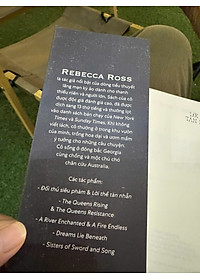 REBECCA ROSS
là tác giả nổi bật của dòng tiểu thuyết
lãng mạn kỳ ảo dành cho thanh
thiếu niên và người lớn. Sách của cô
được độc giả đánh giá cao, đã được
dịch sang 13 thứ tiếng và thường lọt
vào danh sách bán chạy của New York
Times và Sunday Times. Khi không
viết lách, cô thường ở trong khu vườn
của mình, trồng hoa dại và ươm mầm
ý tưởng cho những câu chuyện.
Cô sống ở đông bắc Georgia
cùng chồng và một chú chó
chăn cừu Australia.
Các tác phẩm:
- Đối thủ siêu phàm & Lời thề tàn nhẫn
- The Queens Rising
& The Queens Resistance
- A River Enchanted & A Fire Endless
- Dreams Lie Beneath
- Sisters of Sword and Song